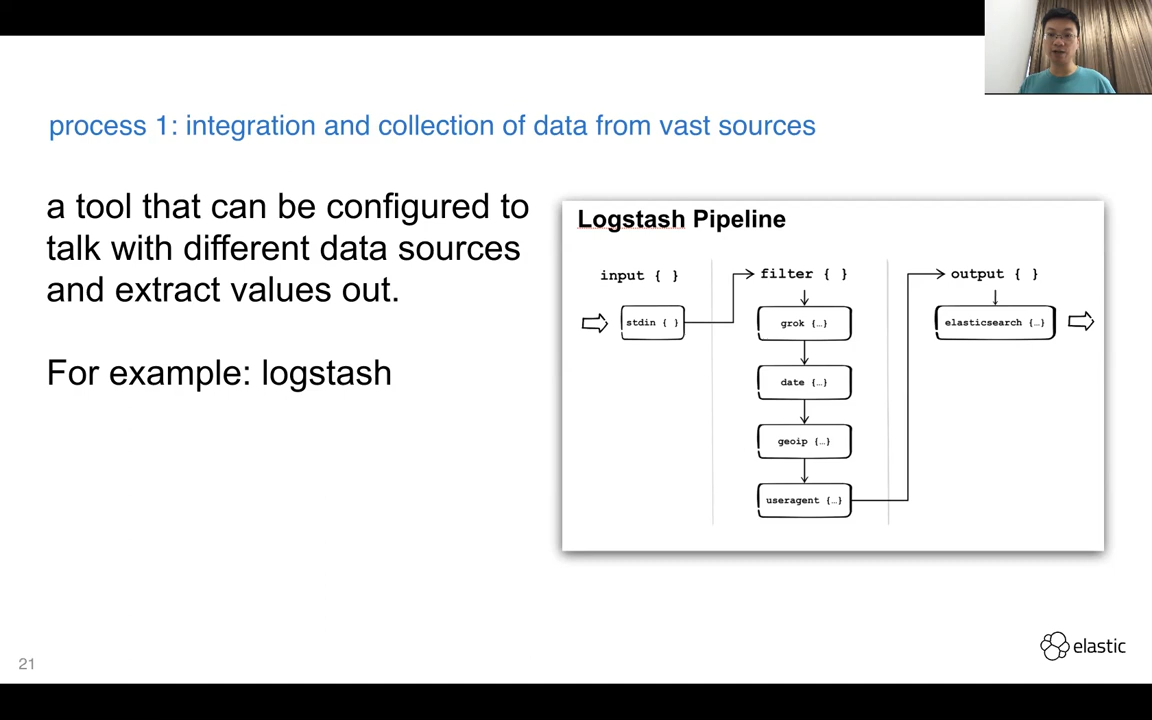 process 1: integration and collection of data from vast sources
a tool that can be configured to
talk with different data sources
and extract values out.
For example: logstash
Logstash Pipeline
input { }
filter { }
output { }
stdin { }
grok {…}
elasticsearch {…}
date {…}
geoip {…}
useragent {…}
elastic
21